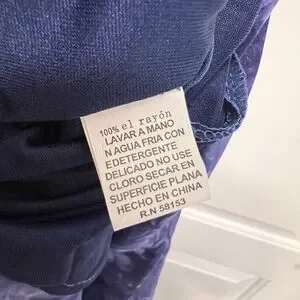 100% el rayón
LAVAR A MANO
N AGUA FRIA CON
EDETERGENTE
DELICADO NO USE
CLORO SECAR EN
SUPERFICIE PLANA
HECHO EN CHINA
R.N 58153